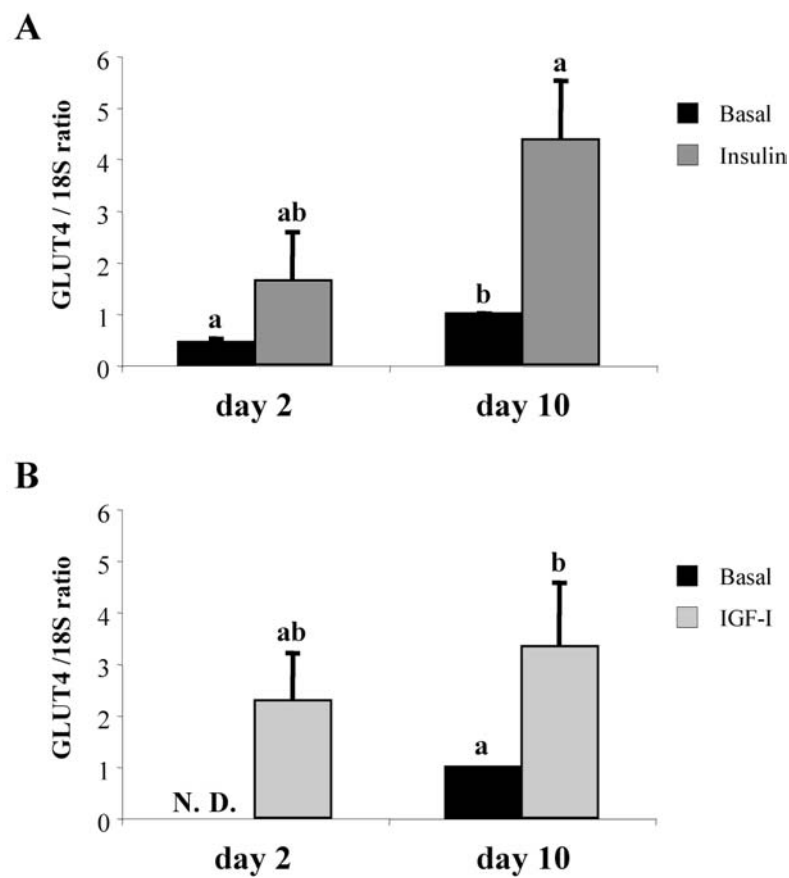 A
GLUT4 / 18S ratio
6
5
4
3
2
1
0
a
ab
b
a
day 2
day 10
Basal
Insulin
B
GLUT4 /18S ratio
6
5
4
3
2
1
0
N. D.
ab
a
b
day 2
day 10
Basal
IGF-I